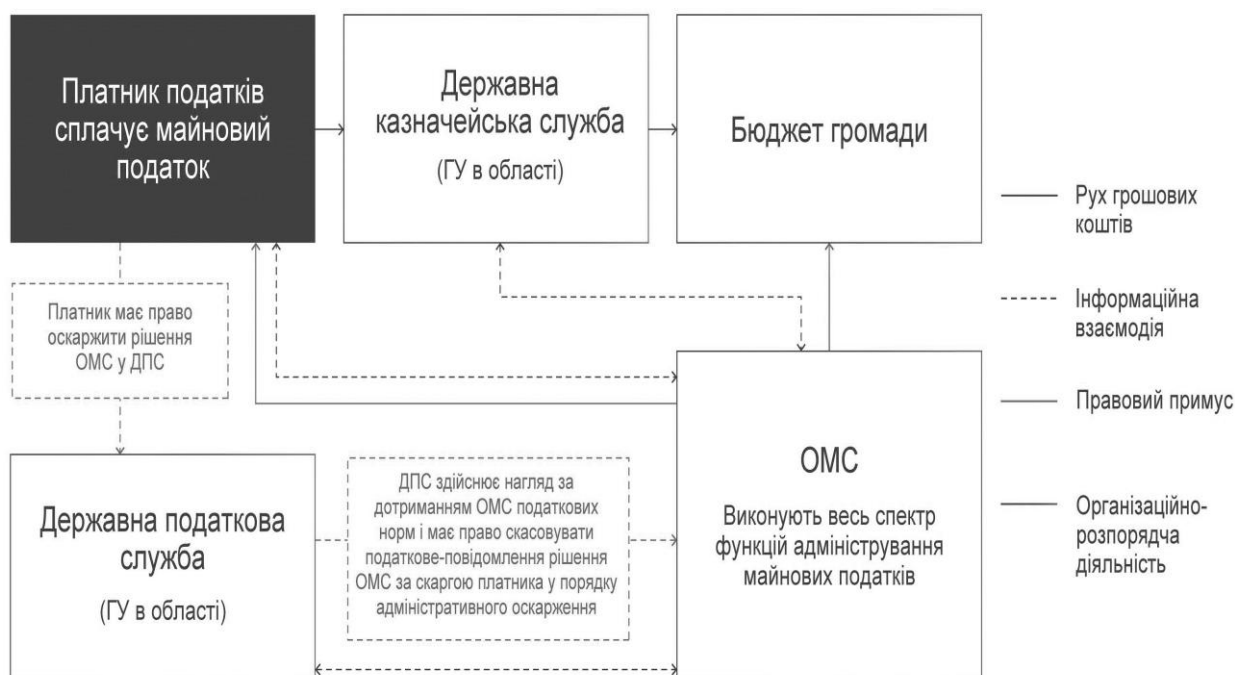 Платник податків
сплачує майновий
податок
Державна
казначейська служба
(ГУ в області)
Бюджет громади
Рух грошових
коштів
Інформаційна
взаємодія
Правовий примус
Організаційно-
розпорядча
діяльність
Платник має право
оскаржити рішення
ОМС у ДПС
Державна податкова
служба
(ГУ в області)
ДПС здійснює нагляд за
дотриманням ОМС податкових
норм і має право скасовувати
податкове-повідомлення рішення
ОМС за скаргою платника у порядку
адміністративного оскарження
ОМС
Виконують весь спектр
функцій адміністрування
майнових податків